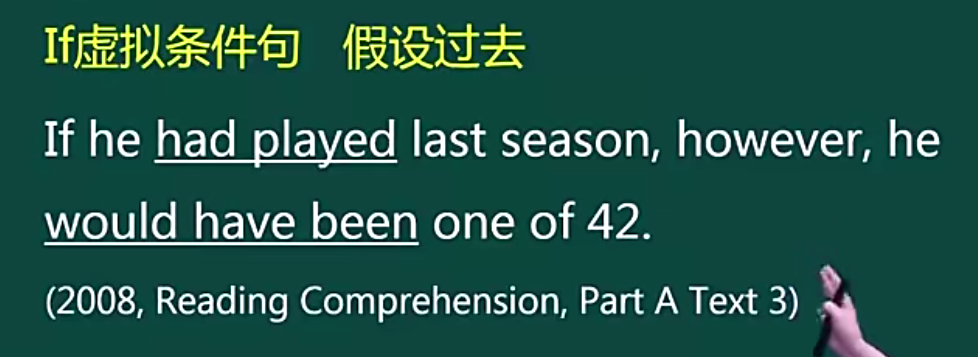 If虚拟条件句 假设过去
If he had played last season, however, he
would have been one of 42.
(2008, Reading Comprehension, Part A Text 3)